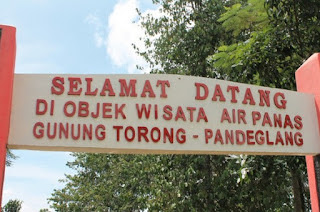 SELAMAT DATANG
DI OBJEK WISATA AIR PANAS
GUNUNG TORONG - PANDEGLANG